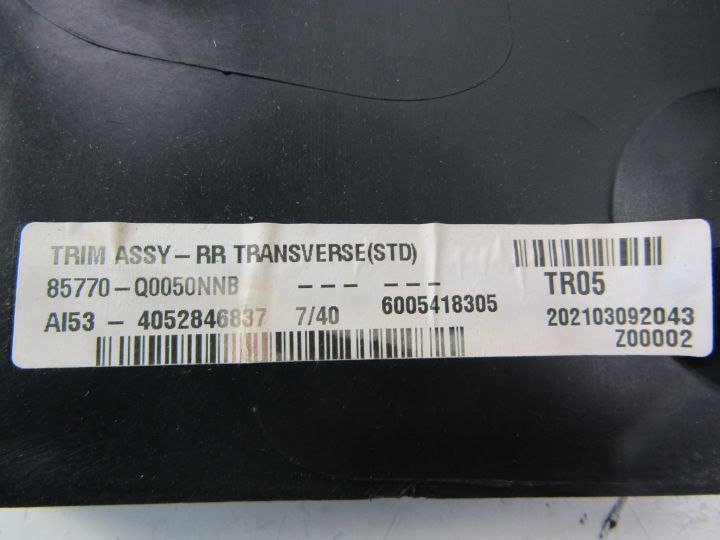 TRIM ASSY-RR TRANSVERSE(STD)
85770-Q0050NNB --- --- TR05
AI53 - 4052846837 7/40 6005418305 202103092043
Z00002